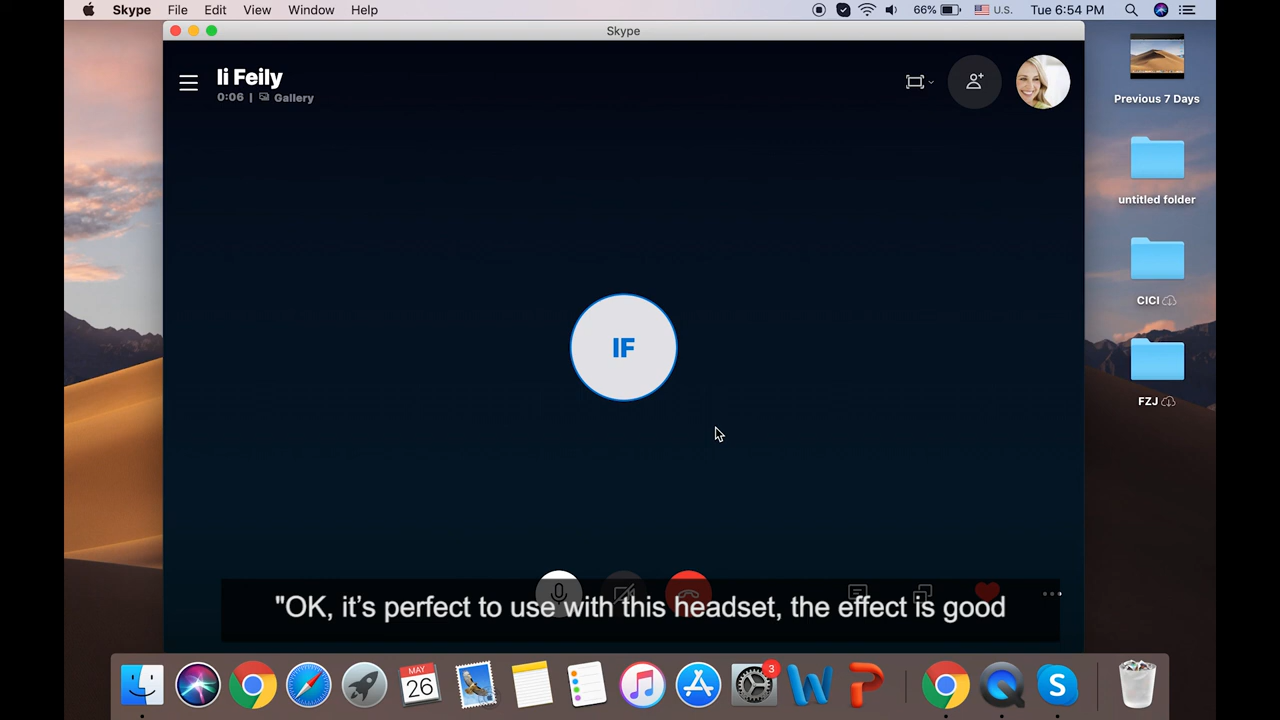 Skype File Edit View Window Help 66% U.S. Tue 6:54 PM
Skype
li Feily
0:06 | Gallery
Previous 7 Days
untitled folder
CICI
IF
FZJ
"OK, it's perfect to use with this headset, the effect is good
MAY
26
3
W
P
S